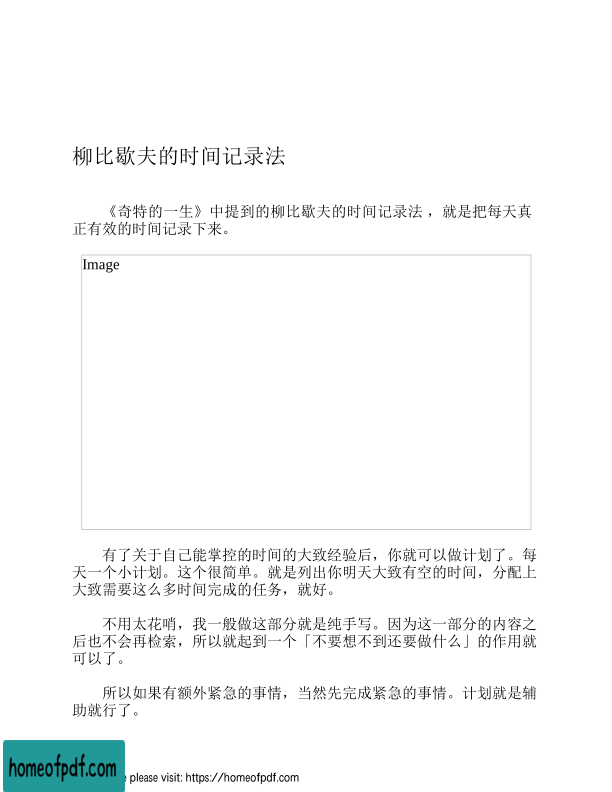 柳比歇夫的时间记录法
《奇特的一生》中提到的柳比歇夫的时间记录法 ，就是把每天真
正有效的时间记录下来。
Image
有了关于自己能掌控的时间的大致经验后，你就可以做计划了。每
天一个小计划。这个很简单。就是列出你明天大致有空的时间，分配上
大致需要这么多时间完成的任务，就好。
不用太花哨，我一般做这部分就是纯手写。因为这一部分的内容之
后也不会再检索，所以就起到一个「不要想不到还要做什么」的作用就
可以了。
所以如果有额外紧急的事情，当然先完成紧急的事情。计划就是辅
助就行了。
homeofpdf.com
please visit: https://homeofpdf.com